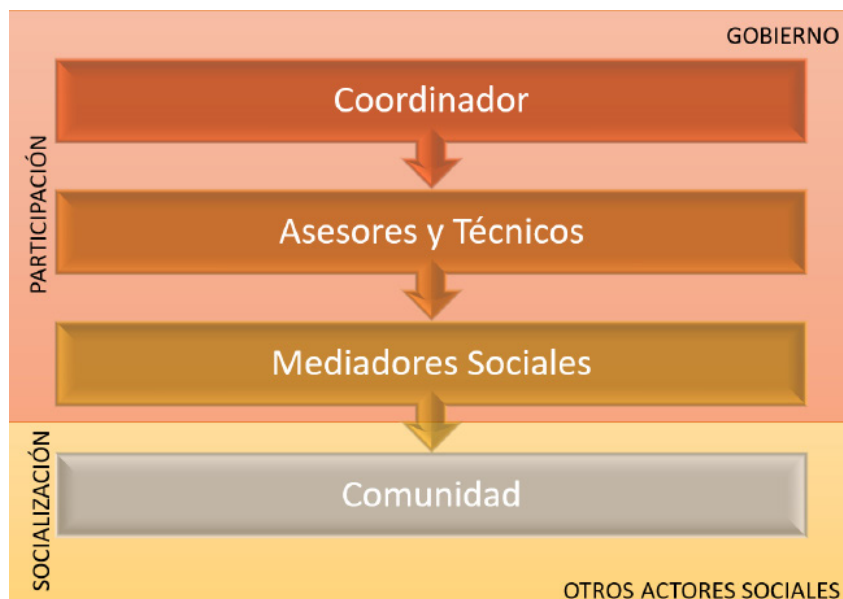 GOBIERNO
Coordinador
PARTICIPACIÓN
Asesores y Técnicos
Mediadores Sociales
SOCIALIZACIÓN
Comunidad
OTROS ACTORES SOCIALES